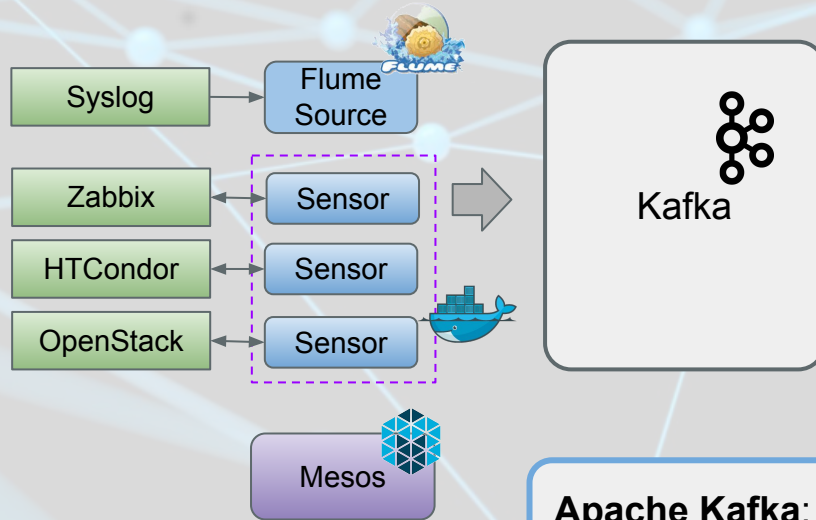 FLUME
Syslog
Flume
Source
Zabbix
Sensor
Kafka
HTCondor
Sensor
OpenStack
Sensor
Mesos
Apache Kafka: